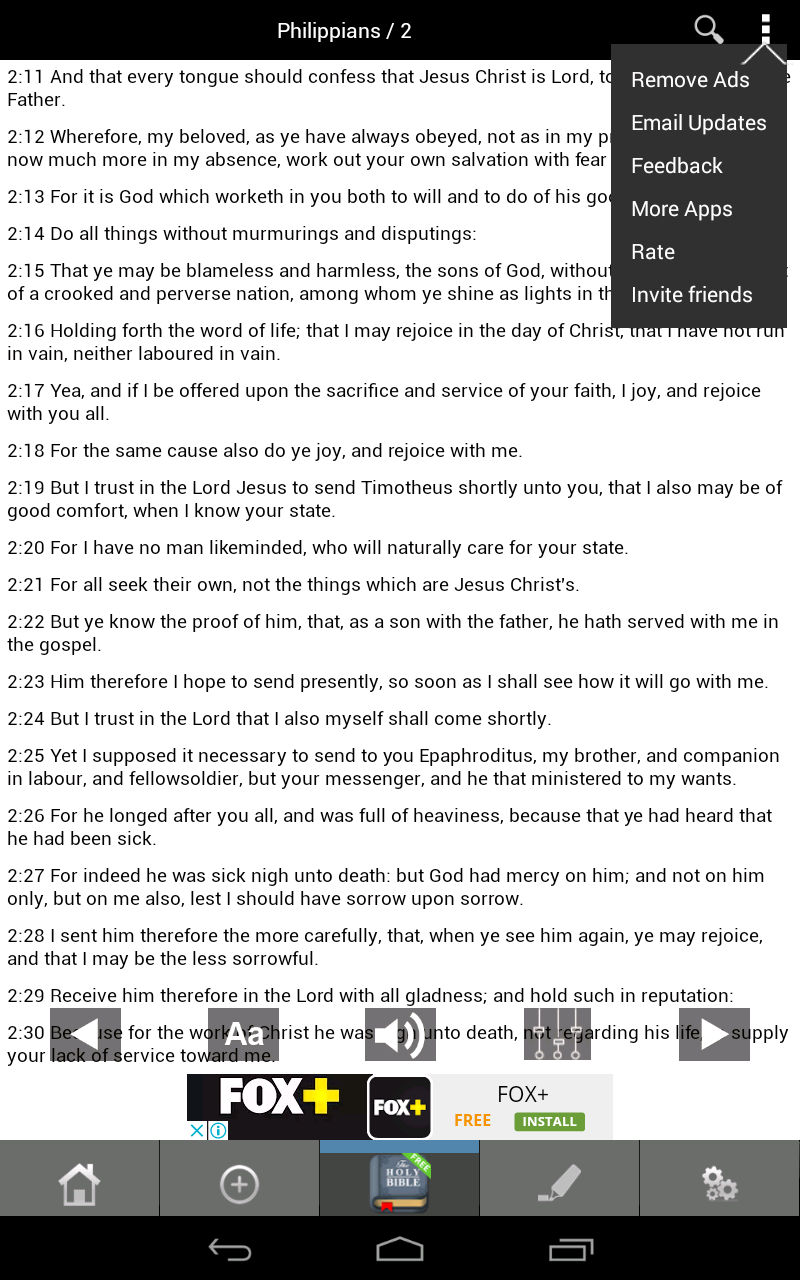 Philippians / 2
2:11 And that every tongue should confess that Jesus Christ is Lord,
Father.
2:12 Wherefore, my beloved, as ye have always obeyed, not as in my
now much more in my absence, work out your own salvation with fear
2:13 For it is God which worketh in you both to will and to do of his
2:14 Do all things without murmurings and disputings:
2:15 That ye may be blameless and harmless, the sons of God, without
of a crooked and perverse nation, among whom ye shine as lights in
2:16 Holding forth the word of life; that I may rejoice in the day of Christ, that I have not run
in vain, neither laboured in vain.
2:17 Yea, and if I be offered upon the sacrifice and service of your faith, I joy, and rejoice
with you all.
2:18 For the same cause also do ye joy, and rejoice with me.
2:19 But I trust in the Lord Jesus to send Timotheus shortly unto you, that I also may be of
good comfort, when I know your state.
2:20 For I have no man likeminded, who will naturally care for your state.
2:21 For all seek their own, not the things which are Jesus Christ's.
2:22 But ye know the proof of him, that, as a son with the father, he hath served with me in
the gospel.
2:23 Him therefore I hope to send presently, so soon as I shall see how it will go with me.
2:24 But I trust in the Lord that I also myself shall come shortly.
2:25 Yet I supposed it necessary to send to you Epaphroditus, my brother, and companion
in labour, and fellowsoldier, but your messenger, and he that ministered to my wants.
2:26 For he longed after you all, and was full of heaviness, because that ye had heard that
he had been sick.
2:27 For indeed he was sick nigh unto death: but God had mercy on him; and not on him
only, but on me also, lest I should have sorrow upon sorrow.
2:28 I sent him therefore the more carefully, that, when ye see him again, ye may rejoice,
and that I may be the less sorrowful.
2:29 Receive him therefore in the Lord with all gladness; and hold such in reputation:
2:30 for the work of Christ he was unto death, not regarding his life, supply
your lack of service toward me.
Remove Ads
Email Updates
Feedback
More Apps
Rate
Invite friends
Aa
FOX+
FOX+
FOX+
FREE
INSTALL
The
HOLY
BIBLE
FREE